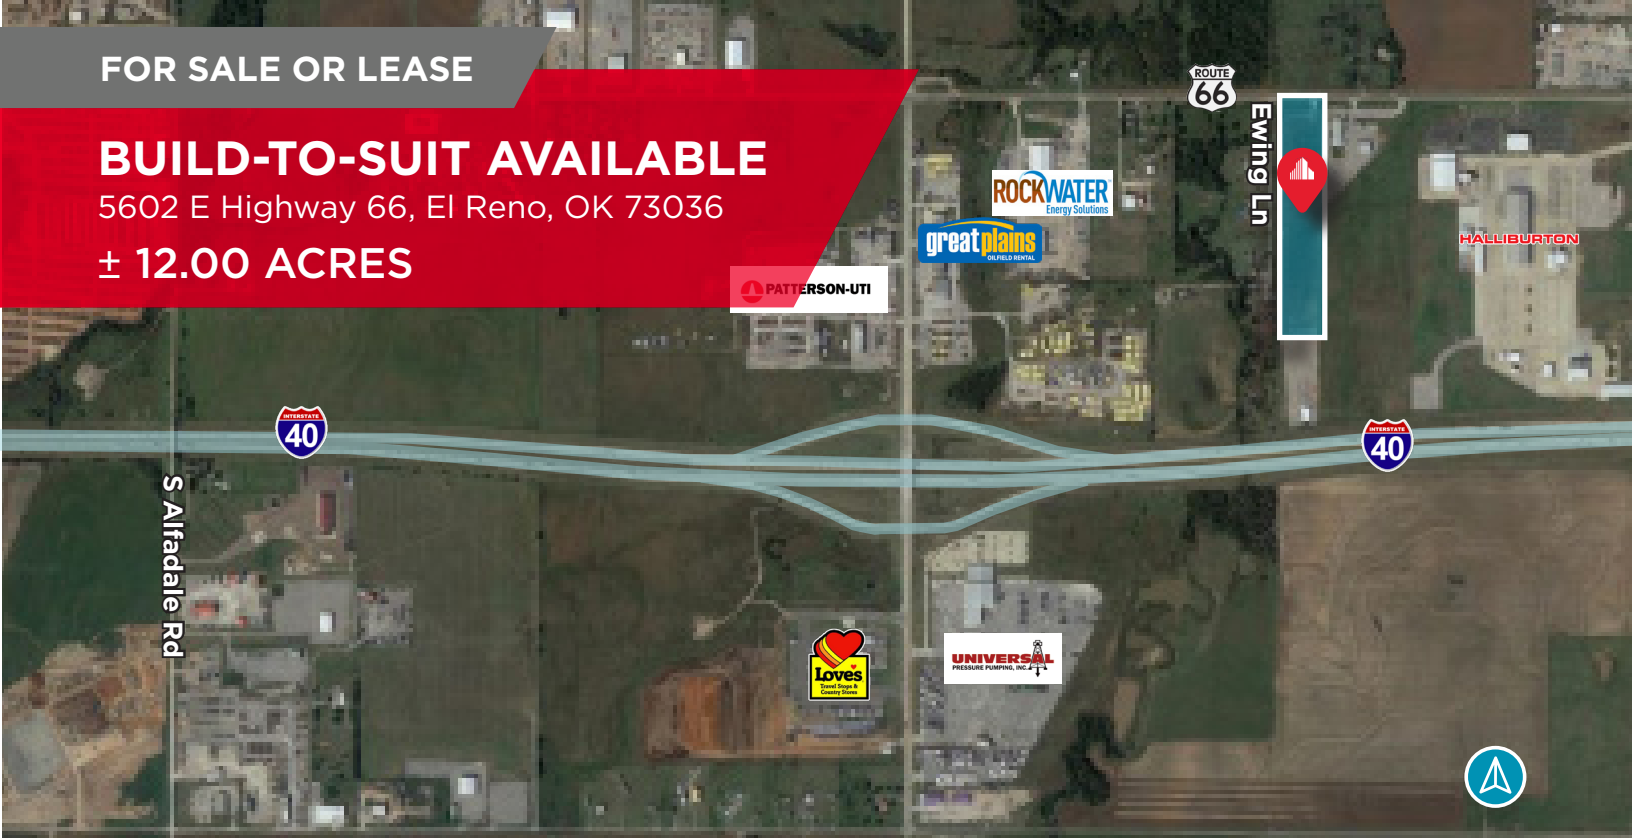 FOR SALE OR LEASE
BUILD-TO-SUIT AVAILABLE
5602 E Highway 66, El Reno, OK 73036
± 12.00 ACRES
ROUTE
66
Ewing Ln
ROCKWATER
Energy Solutions
greatplains
OILFIELD RENTAL
HALLIBURTON
PATTERSON-UTI
INTERSTATE
40
INTERSTATE
40
S Alfadale Rd
Loves
Travel Stops &
Country Stores
UNIVERSAL
PRESSURE PUMPING, INC.